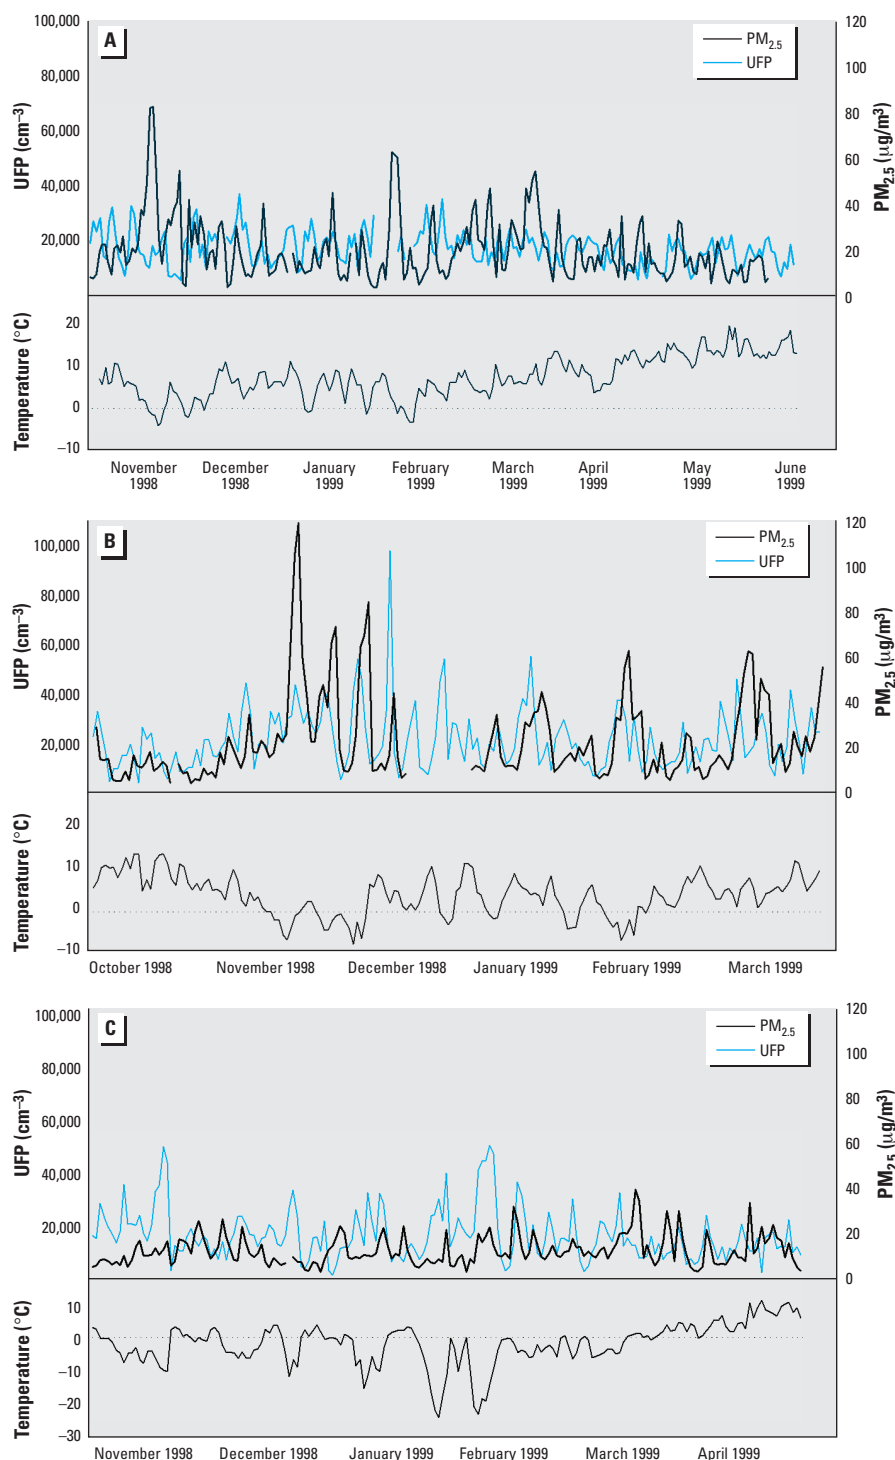 A
PM2.5
UFP
UFP (cm−3)
100,000
80,000
60,000
40,000
20,000
PM2.5 (µg/m3)
120
100
80
60
40
20
0
Temperature (°C)
20
10
0
−10
November 1998
December 1998
January 1999
February 1999
March 1999
April 1999
May 1999
June 1999
B
PM2.5
UFP
UFP (cm−3)
100,000
80,000
60,000
40,000
20,000
PM2.5 (µg/m3)
120
100
80
60
40
20
0
Temperature (°C)
20
10
0
−10
October 1998
November 1998
December 1998
January 1999
February 1999
March 1999
C
PM2.5
UFP
UFP (cm−3)
100,000
80,000
60,000
40,000
20,000
PM2.5 (µg/m3)
120
100
80
60
40
20
0
Temperature (°C)
10
0
−10
−20
−30
November 1998
December 1998
January 1999
February 1999
March 1999
April 1999